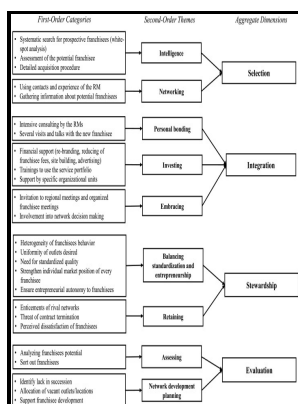 First-Order Categories
Second-Order Themes
Aggregate Dimensions
• Systematic search for prospective franchisees (white-
spot analysis)
• Assessment of the potential franchisee
• Detailed acquisition procedure
Intelligence
• Using contacts and experience of the RM
• Gathering information about potential franchisees
Networking
Selection
• Intensive consulting by the RMs
• Several visits and talks with the new franchisee
Personal bonding
• Financial support (re-branding, reducing of
franchisee fees, site building, advertising)
• Trainings to use the service portfolio
• Support by specific organizational units
Investing
• Invitation to regional meetings and organized
franchisee meetings
• Involvement into network decision making
Embracing
Integration
• Heterogeneity of franchisees behavior
• Uniformity of outlets desired
• Need for standardized quality
• Strengthen individual market position of every
franchisee
• Ensure entrepreneurial autonomy to franchisees
Balancing
standardization and
entrepreneurship
• Enticements of rival networks
• Threat of contract termination
• Perceived dissatisfaction of franchisees
Retaining
Stewardship
• Analyzing franchisees potential
• Sort out franchisees
Assessing
• Identify lack in succession
• Allocation of vacant outlets/locations
• Support franchisee development
Network development
planning
Evaluation